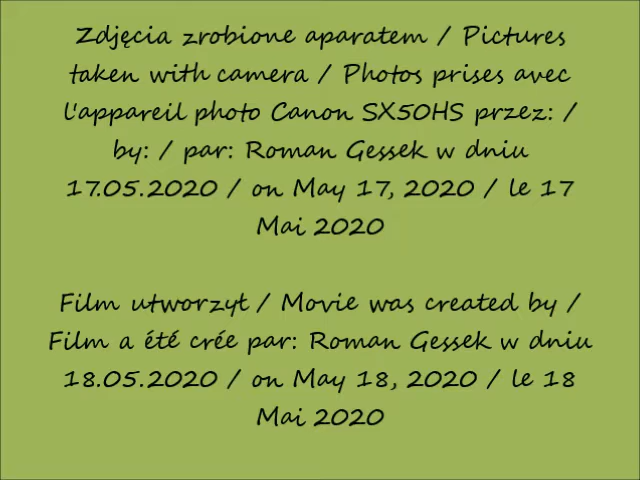 Zdjęcia zrobione aparatem / Pictures
taken with camera / Photos prises avec
l'appareil photo Canon SX50HS przez: /
by: / par: Roman Gessek w dniu
17.05.2020 / on May 17, 2020 / le 17
Mai 2020
Film utworzył / Movie was created by /
Film a été crée par: Roman Gessek w dniu
18.05.2020 / on May 18, 2020 / le 18
Mai 2020